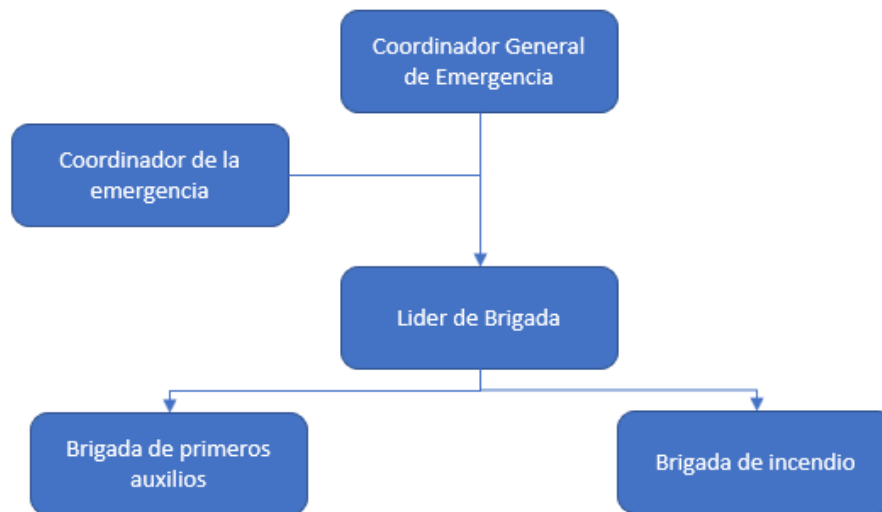 Coordinador General
de Emergencia
Coordinador de la
emergencia
Lider de Brigada
Brigada de primeros
auxilios
Brigada de incendio